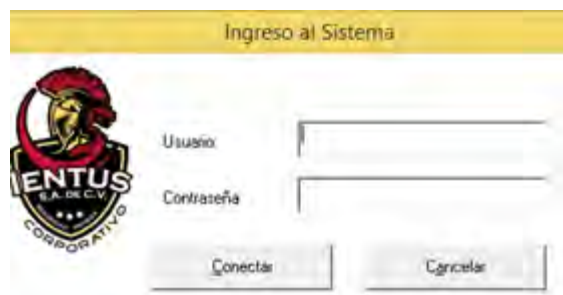 Ingreso al Sistema
Usuario:
IENTUS
S.A. DE C.V.
Contraseña
CORPORATIVO
Conectar
Cancelar